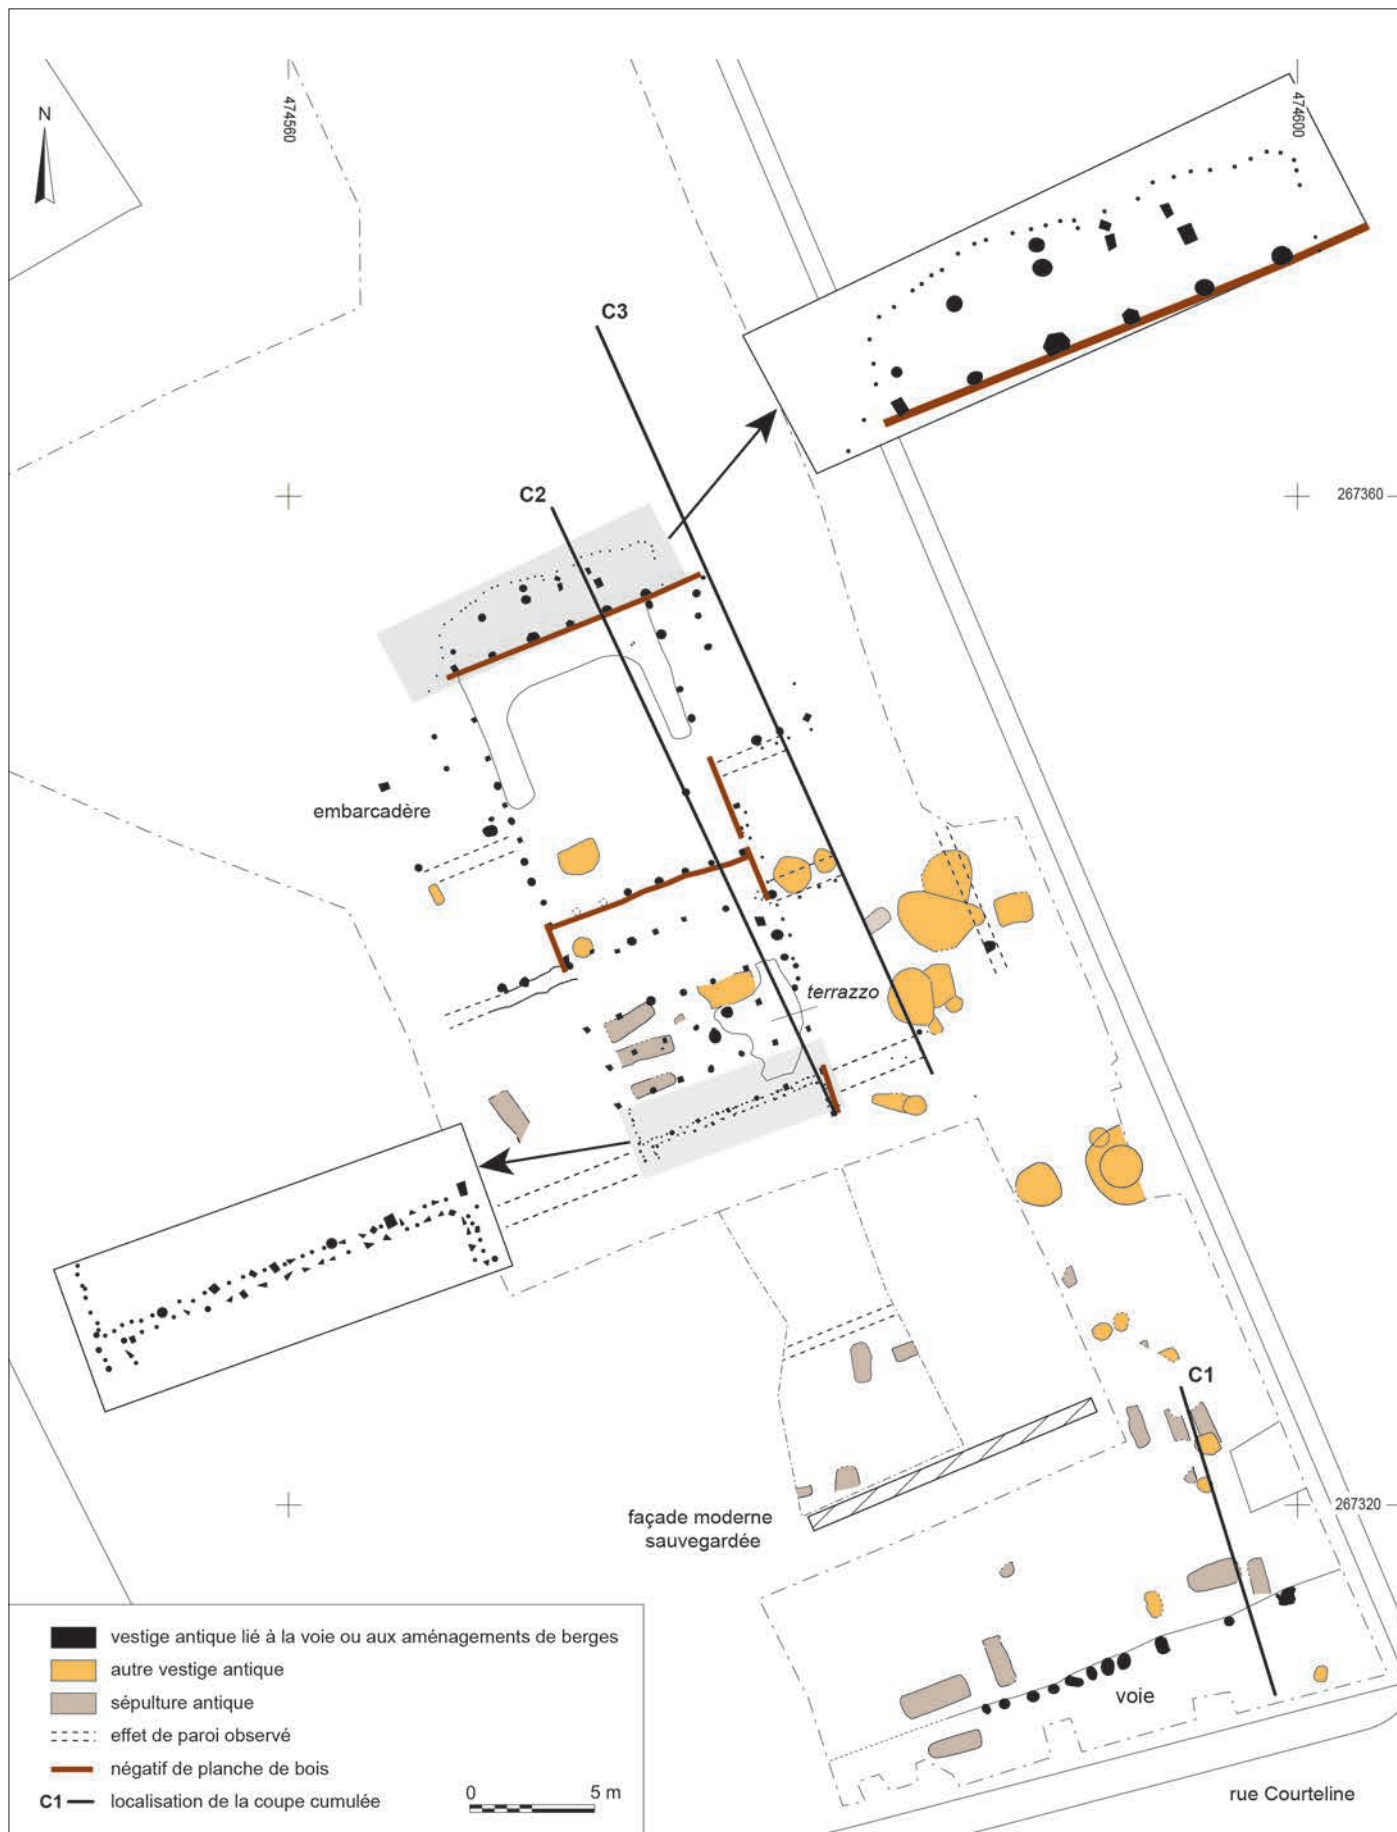 N
474560
474600
C3
C2
267360
embarcadère
terrazzo
C1
façade moderne
sauvegardée
267320
voie
rue Courteline
vestige antique lié à la voie ou aux aménagements de berges
autre vestige antique
sépulture antique
effet de paroi observé
négatif de planche de bois
C1 localisation de la coupe cumulée
0 5 m